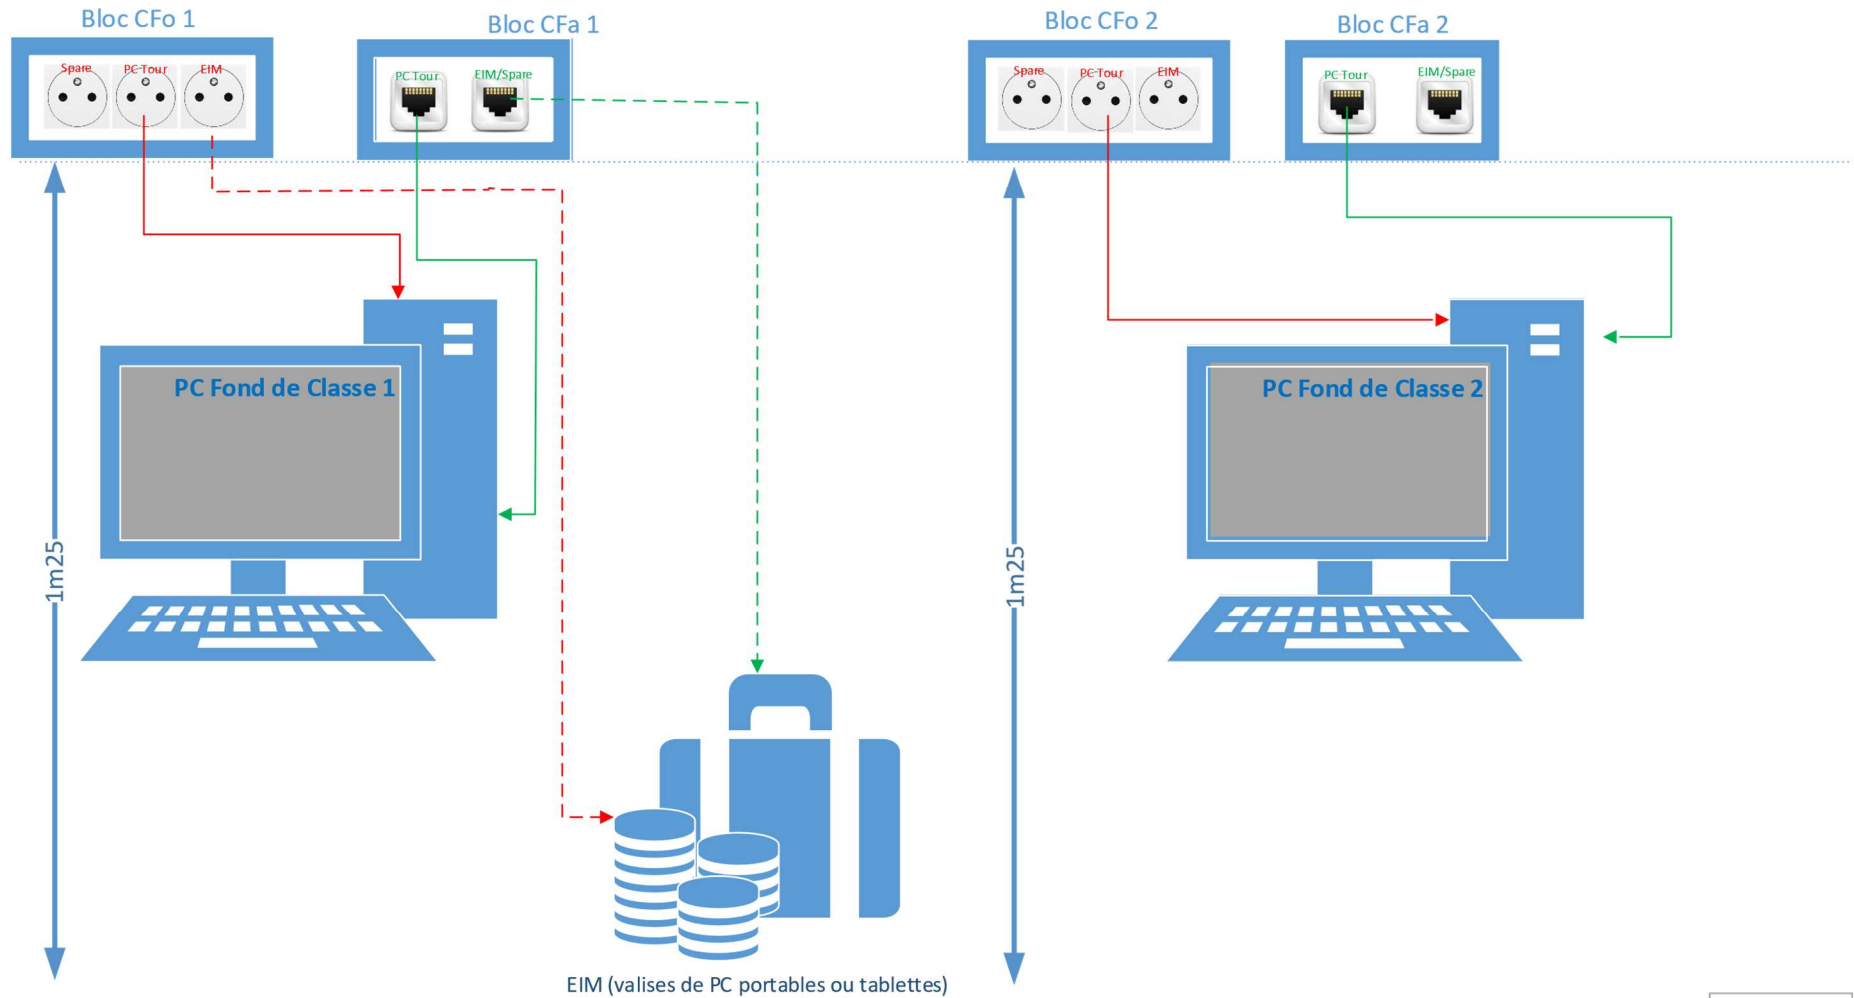 Bloc CFo 1
Bloc CFa 1
Bloc CFo 2
Bloc CFa 2
Spare
PC Tour
EIM
PC Tour
EIM/Spare
Spare
PC Tour
EIM
PC Tour
EIM/Spare
PC Fond de Classe 1
PC Fond de Classe 2
1m25
1m25
EIM (valises de PC portables ou tablettes)